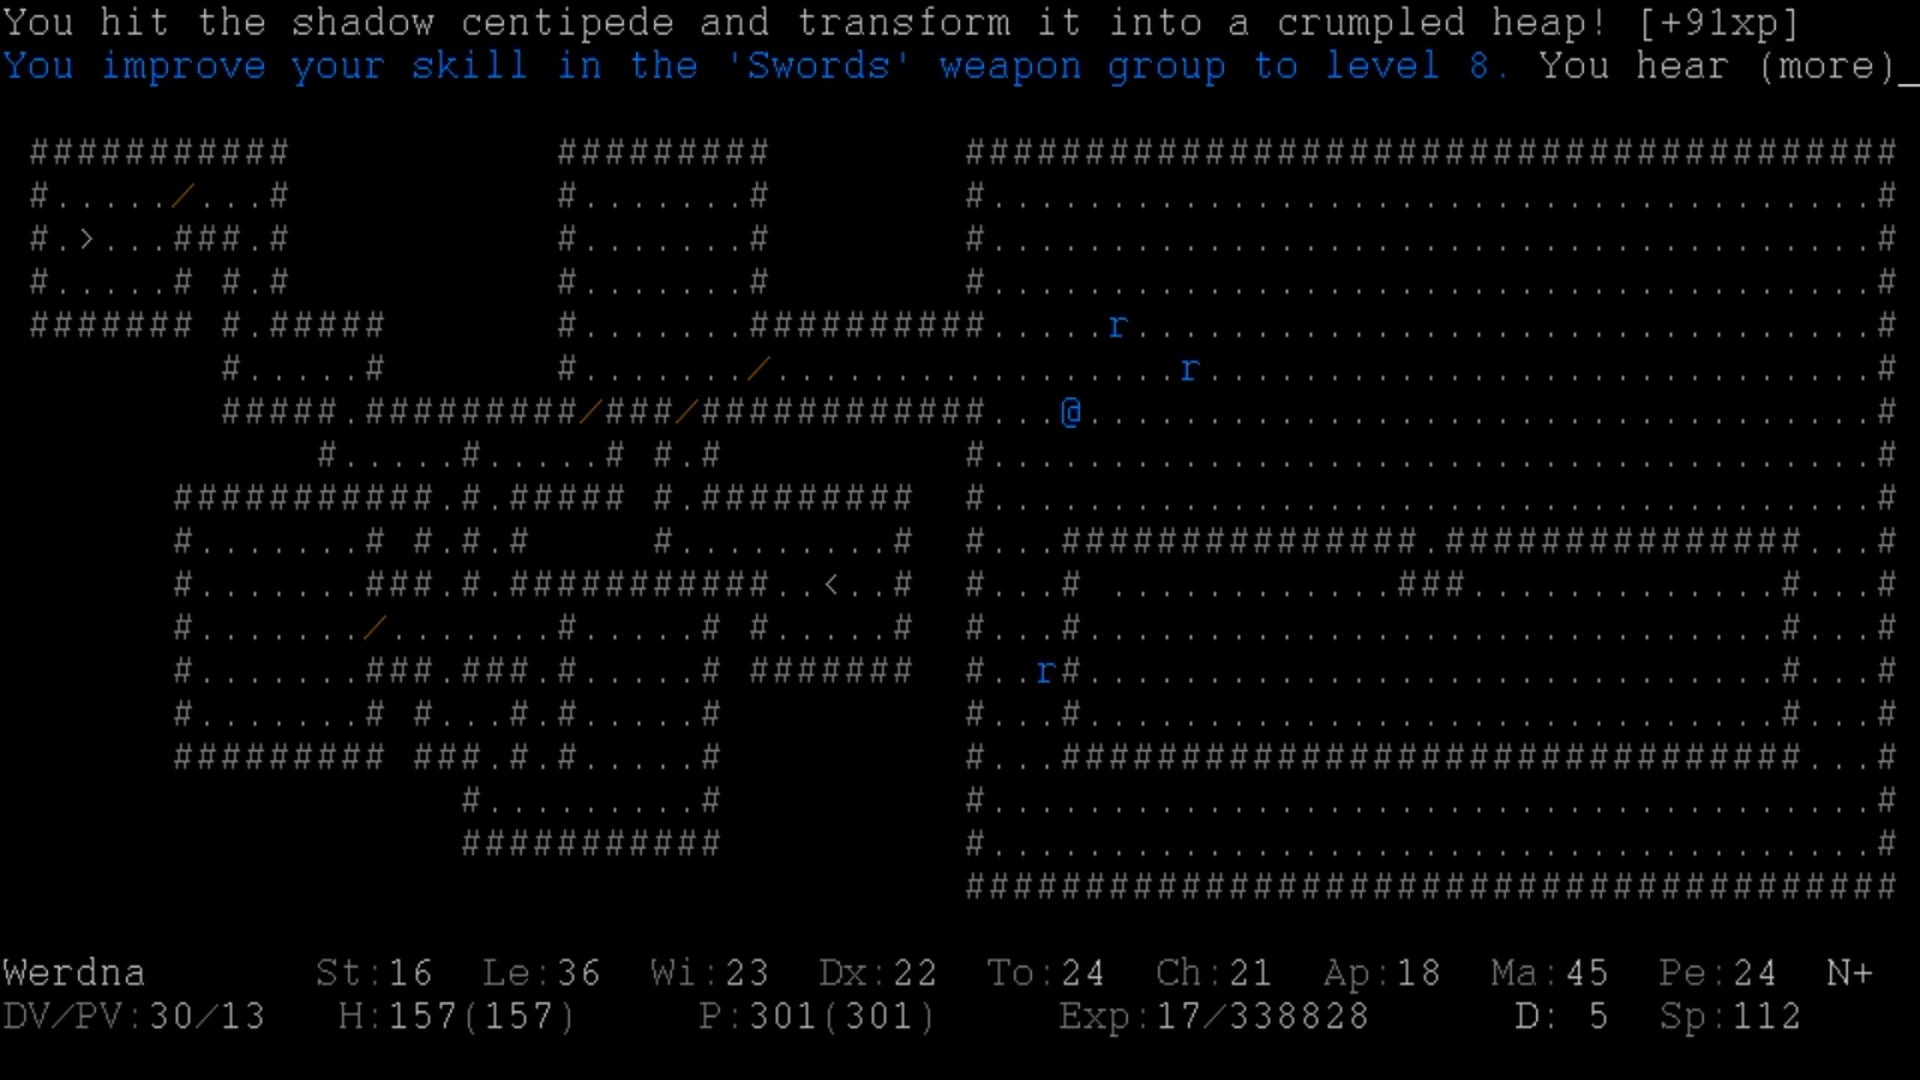 You hit the shadow centipede and transform it into a crumpled heap! [+91xp]
You improve your skill in the 'Swords' weapon group to level 8. You hear (more)_
Werdna St:16 Le:36 Wi:23 Dx:22 To:24 Ch:21 Ap:18 Ma:45 Pe:24 N+
DV/PV:30/13 H:157(157) P:301(301) Exp:17/338828 D: 5 Sp:112